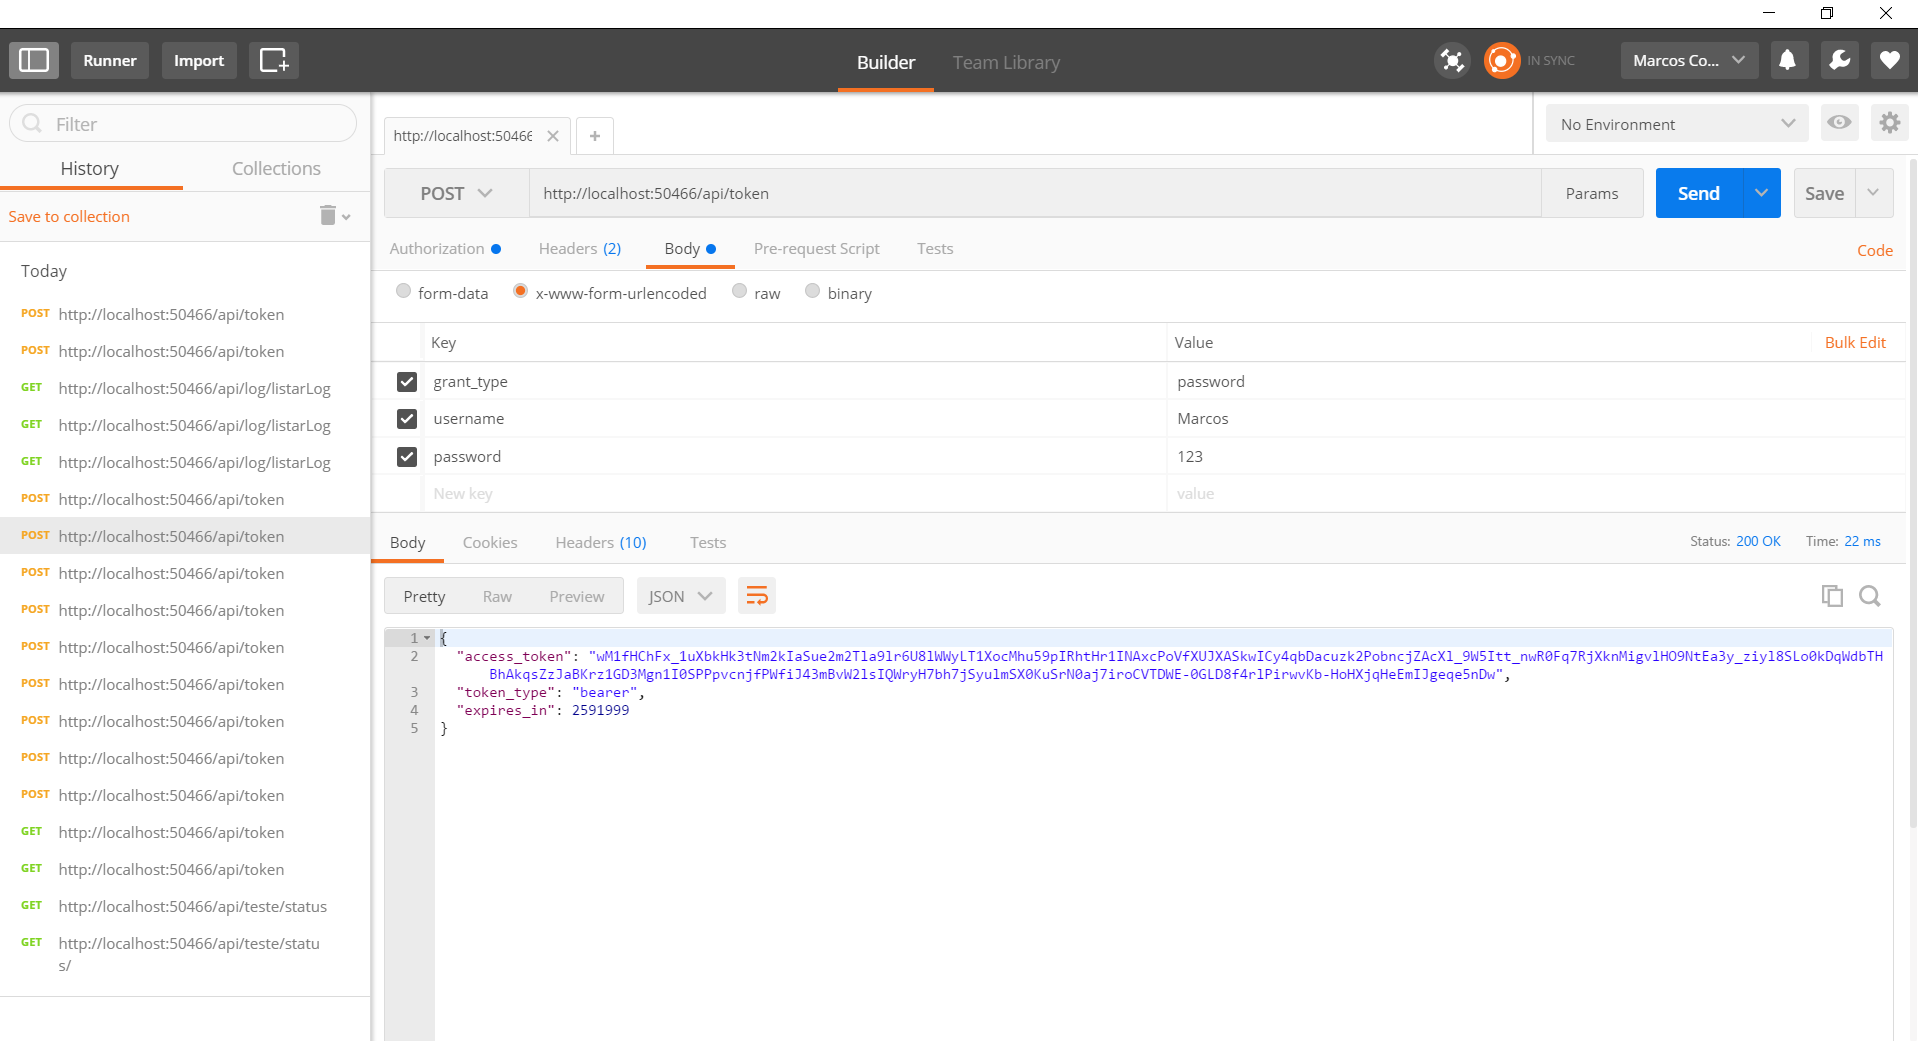 Runner
Import
Builder
Team Library
IN SYNC
Marcos Co...
Filter
History
Collections
Save to collection
Today
POST http://localhost:50466/api/token
POST http://localhost:50466/api/token
GET http://localhost:50466/api/log/listarLog
GET http://localhost:50466/api/log/listarLog
GET http://localhost:50466/api/log/listarLog
POST http://localhost:50466/api/token
POST http://localhost:50466/api/token
POST http://localhost:50466/api/token
POST http://localhost:50466/api/token
POST http://localhost:50466/api/token
POST http://localhost:50466/api/token
POST http://localhost:50466/api/token
POST http://localhost:50466/api/token
POST http://localhost:50466/api/token
GET http://localhost:50466/api/token
GET http://localhost:50466/api/token
GET http://localhost:50466/api/teste/status
GET http://localhost:50466/api/teste/statu
s/
http://localhost:50466
No Environment
POST http://localhost:50466/api/token Params Send Save
Authorization Headers (2) Body Pre-request Script Tests Code
form-data x-www-form-urlencoded raw binary
Key Value Bulk Edit
grant_type password
username Marcos
password 123
New key value
Body Cookies Headers (10) Tests Status: 200 OK Time: 22 ms
Pretty Raw Preview JSON
1 {
2 "access_token": "wM1fHChFx_1uXbkHk3tNm2kIaSue2m2Tla9lr6U8lWWyLT1XocMhu59pIRhtHr1INAxcPoVfXUJXASkwICy4qbDacuzk2PobncjZAcXl_9W5Itt_nwR0Fq7RjXknMigvlHO9NtEa3y_ziyl8SLo0kDqWdbTH
BhAkqsZzJaBKrz1GD3Mgn1I0SPPpvcnjfPWfiJ43mBvW2lsIQWryH7bh7jSyulmSX0KuSrN0aj7iroCVTDWE-0GLD8f4rlPirwvKb-HoHXjqHeEmIJgeqe5nDw",
3 "token_type": "bearer",
4 "expires_in": 2591999
5 }